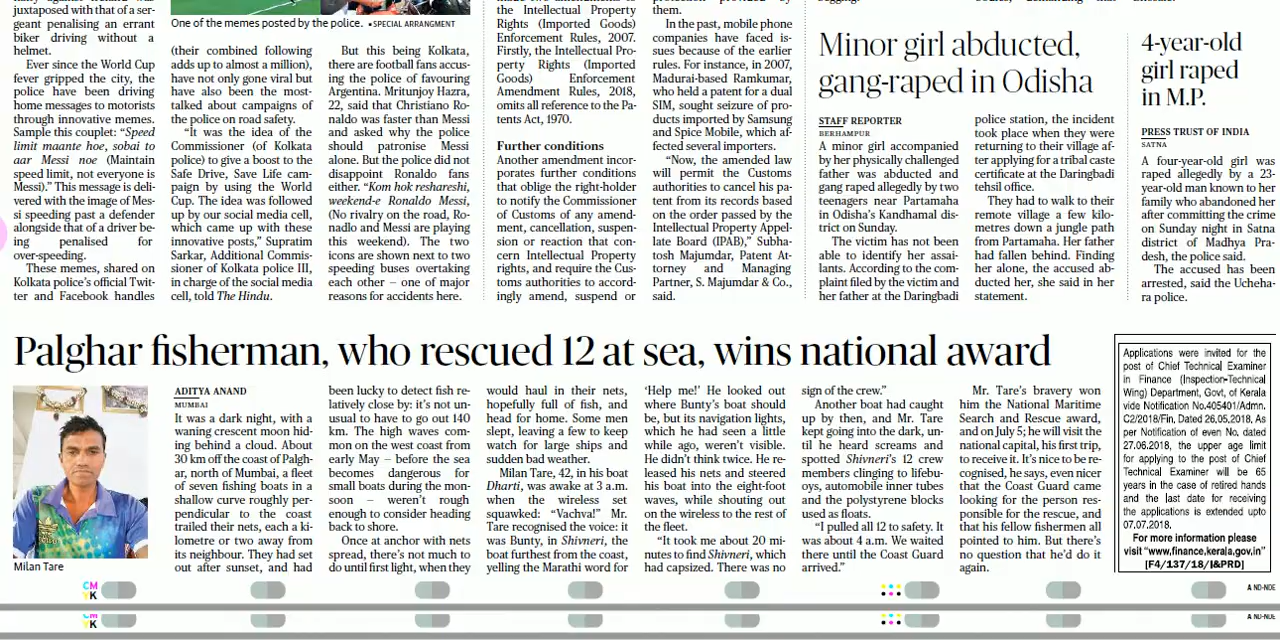 juxtaposed with that of a ser-
geant penalising an errant
biker driving without a
helmet.
Ever since the World Cup
fever gripped the city, the
police have been driving
home messages to motorists
through innovative memes.
Sample this couplet: “Speed
limit maante hoe, sobai to
aar Messi noe (Maintain
speed limit, not everyone is
Messi).” This message is deli-
vered with the image of Mes-
si speeding past a defender
alongside that of a driver be-
ing penalised for
over-speeding.
These memes, shared on
Kolkata police’s official Twit-
ter and Facebook handles
One of the memes posted by the police. ▪SPECIAL ARRANGMENT
(their combined following
adds up to almost a million),
have not only gone viral but
have also been the most-
talked about campaigns of
the police on road safety.
“It was the idea of the
Commissioner (of Kolkata
police) to give a boost to the
Safe Drive, Save Life cam-
paign by using the World
Cup. The idea was followed
up by our social media cell,
which came up with these
innovative posts,” Supratim
Sarkar, Additional Commis-
sioner of Kolkata police III,
in charge of the social media
cell, told The Hindu.
But this being Kolkata,
there are football fans accus-
ing the police of favouring
Argentina. Mritunjoy Hazra,
22, said that Christiano Ro-
naldo was faster than Messi
and asked why the police
should patronise Messi
alone. But the police did not
disappoint Ronaldo fans
either. “Kom hok reshareshi,
weekend-e Ronaldo Messi,
(No rivalry on the road, Ro-
nadlo and Messi are playing
this weekend). The two
icons are shown next to two
speeding buses overtaking
each other – one of major
reasons for accidents here.
the Intellectual Property
Rights (Imported Goods)
Enforcement Rules, 2007.
Firstly, the Intellectual Pro-
perty Rights (Imported
Goods) Enforcement
Amendment Rules, 2018,
omits all reference to the Pa-
tents Act, 1970.
Further conditions
Another amendment incor-
porates further conditions
that oblige the right-holder
to notify the Commissioner
of Customs of any amend-
ment, cancellation, suspen-
sion or reaction that con-
cern Intellectual Property
rights, and require the Cus-
toms authorities to accord-
ingly amend, suspend or
them.
In the past, mobile phone
companies have faced is-
sues because of the earlier
rules. For instance, in 2007,
Madurai-based Ramkumar,
who held a patent for a dual
SIM, sought seizure of pro-
ducts imported by Samsung
and Spice Mobile, which af-
fected several importers.
“Now, the amended law
will permit the Customs
authorities to cancel his pa-
tent from its records based
on the order passed by the
Intellectual Property Appel-
late Board (IPAB),” Subha-
tosh Majumdar, Patent At-
torney and Managing
Partner, S. Majumdar & Co.,
said.
Minor girl abducted,
gang-raped in Odisha
STAFF REPORTER
BERHAMPUR
A minor girl accompanied
by her physically challenged
father was abducted and
gang raped allegedly by two
teenagers near Partamaha
in Odisha’s Kandhamal dis-
trict on Sunday.
The victim has not been
able to identify her assai-
lants. According to the com-
plaint filed by the victim and
her father at the Daringbadi
police station, the incident
took place when they were
returning to their village af-
ter applying for a tribal caste
certificate at the Daringbadi
tehsil office.
They had to walk to their
remote village a few kilo-
metres down a jungle path
from Partamaha. Her father
had fallen behind. Finding
her alone, the accused ab-
ducted her, she said in her
statement.
4-year-old
girl raped
in M.P.
PRESS TRUST OF INDIA
SATNA
A four-year-old girl was
raped allegedly by a 23-
year-old man known to her
family who abandoned her
after committing the crime
on Sunday night in Satna
district of Madhya Pra-
desh, the police said.
The accused has been
arrested, said the Ucheha-
ra police.
Palghar fisherman, who rescued 12 at sea, wins national award
Milan Tare
ADITYA ANAND
MUMBAI
It was a dark night, with a
waning crescent moon hid-
ing behind a cloud. About
30 km off the coast of Palgh-
ar, north of Mumbai, a fleet
of seven fishing boats in a
shallow curve roughly per-
pendicular to the coast
trailed their nets, each a ki-
lometre or two away from
its neighbour. They had set
out after sunset, and had
been lucky to detect fish re-
latively close by: it’s not un-
usual to have to go out 140
km. The high waves com-
mon on the west coast from
early May – before the sea
becomes dangerous for
small boats during the mon-
soon – weren’t rough
enough to consider heading
back to shore.
Once at anchor with nets
spread, there’s not much to
do until first light, when they
would haul in their nets,
hopefully full of fish, and
head for home. Some men
slept, leaving a few to keep
watch for large ships and
sudden bad weather.
Milan Tare, 42, in his boat
Dharti, was awake at 3 a.m.
when the wireless set
squawked: “Vachva!” Mr.
Tare recognised the voice: it
was Bunty, in Shivneri, the
boat furthest from the coast,
yelling the Marathi word for
‘Help me!’ He looked out
where Bunty’s boat should
be, but its navigation lights,
which he had seen a little
while ago, weren’t visible.
He didn’t think twice. He re-
leased his nets and steered
his boat into the eight-foot
waves, while shouting out
on the wireless to the rest of
the fleet.
“It took me about 20 mi-
nutes to find Shivneri, which
had capsized. There was no
sign of the crew.”
Another boat had caught
up by then, and Mr. Tare
kept going into the dark, un-
til he heard screams and
spotted Shivneri’s 12 crew
members clinging to lifebu-
oys, automobile inner tubes
and the polystyrene blocks
used as floats.
“I pulled all 12 to safety. It
was about 4 a.m. We waited
there until the Coast Guard
arrived.”
Mr. Tare’s bravery won
him the National Maritime
Search and Rescue award,
and on July 5; he will visit the
national capital, his first trip,
to receive it. It’s nice to be re-
cognised, he says, even nicer
that the Coast Guard came
looking for the person res-
ponsible for the rescue, and
that his fellow fishermen all
pointed to him. But there’s
no question that he’d do it
again.
Applications were invited for the
post of Chief Technical Examiner
in Finance (Inspection-Technical
Wing) Department, Govt, of Kerala
vide Notification No.405401/Admn.
C2/2018/Fin, Dated 26.05.2018. As
per Notification of even No, dated
27.06.2018, the upper age limit
for applying to the post of Chief
Technical Examiner will be 65
years in the case of retired hands
and the last date for receiving
the applications is extended upto
07.07.2018.
For more information please
visit “www.finance.kerala.gov.in”
[F4/137/18/I&PRD]
CM
YK
A ND-NDE
YK
A ND-NDE